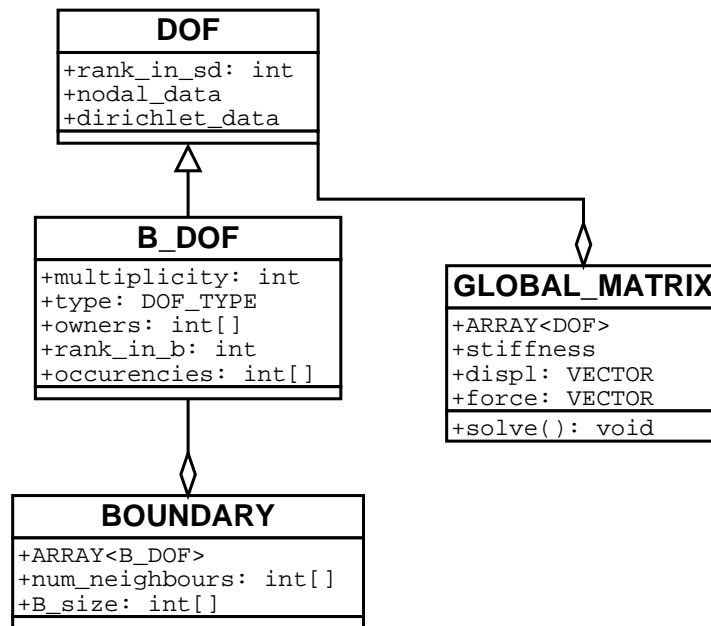 DOF
+rank_in_sd: int
+nodal_data
+dirichlet_data
B_DOF
+multiplicity: int
+type: DOF_TYPE
+owners: int[]
+rank_in_b: int
+occurencies: int[]
GLOBAL_MATRIX
+ARRAY<DOF>
+stiffness
+displ: VECTOR
+force: VECTOR
+solve(): void
BOUNDARY
+ARRAY<B_DOF>
+num_neighbours: int[]
+B_size: int[]